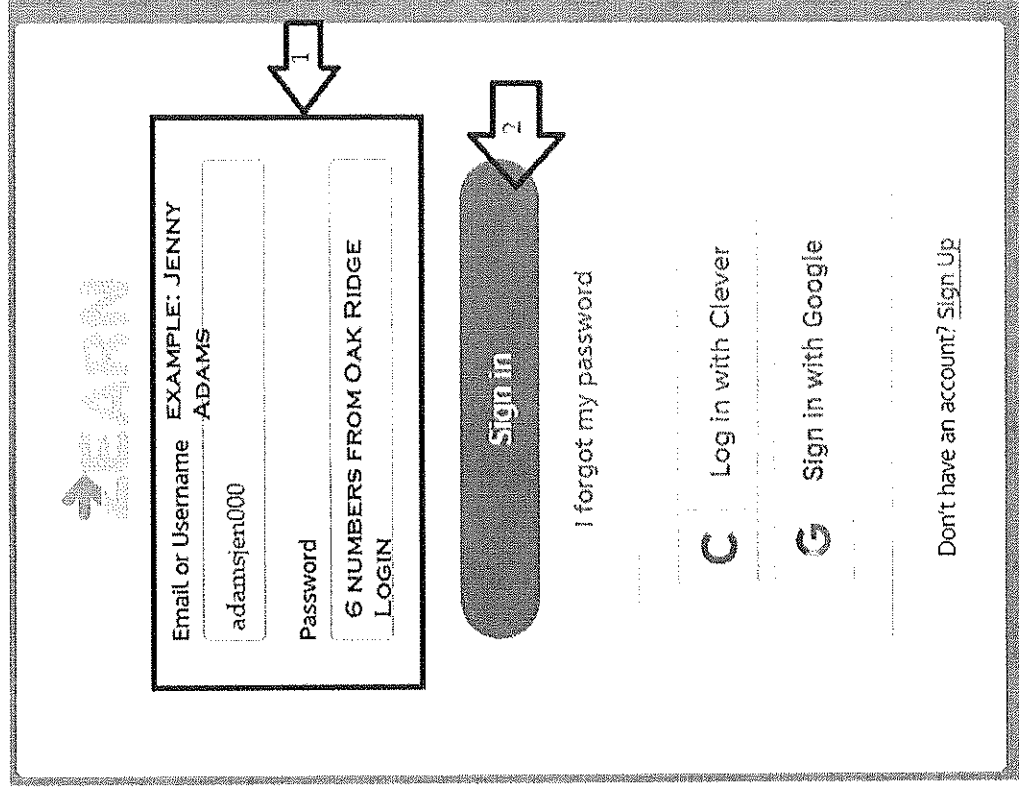 ZEARN
Email or Username EXAMPLE: JENNY
ADAMS
adamsjen000
1
Password
6 NUMBERS FROM OAK RIDGE
LOGIN
Sign in
2
I forgot my password
C Log in with Clever
G Sign in with Google
Don't have an account? Sign Up